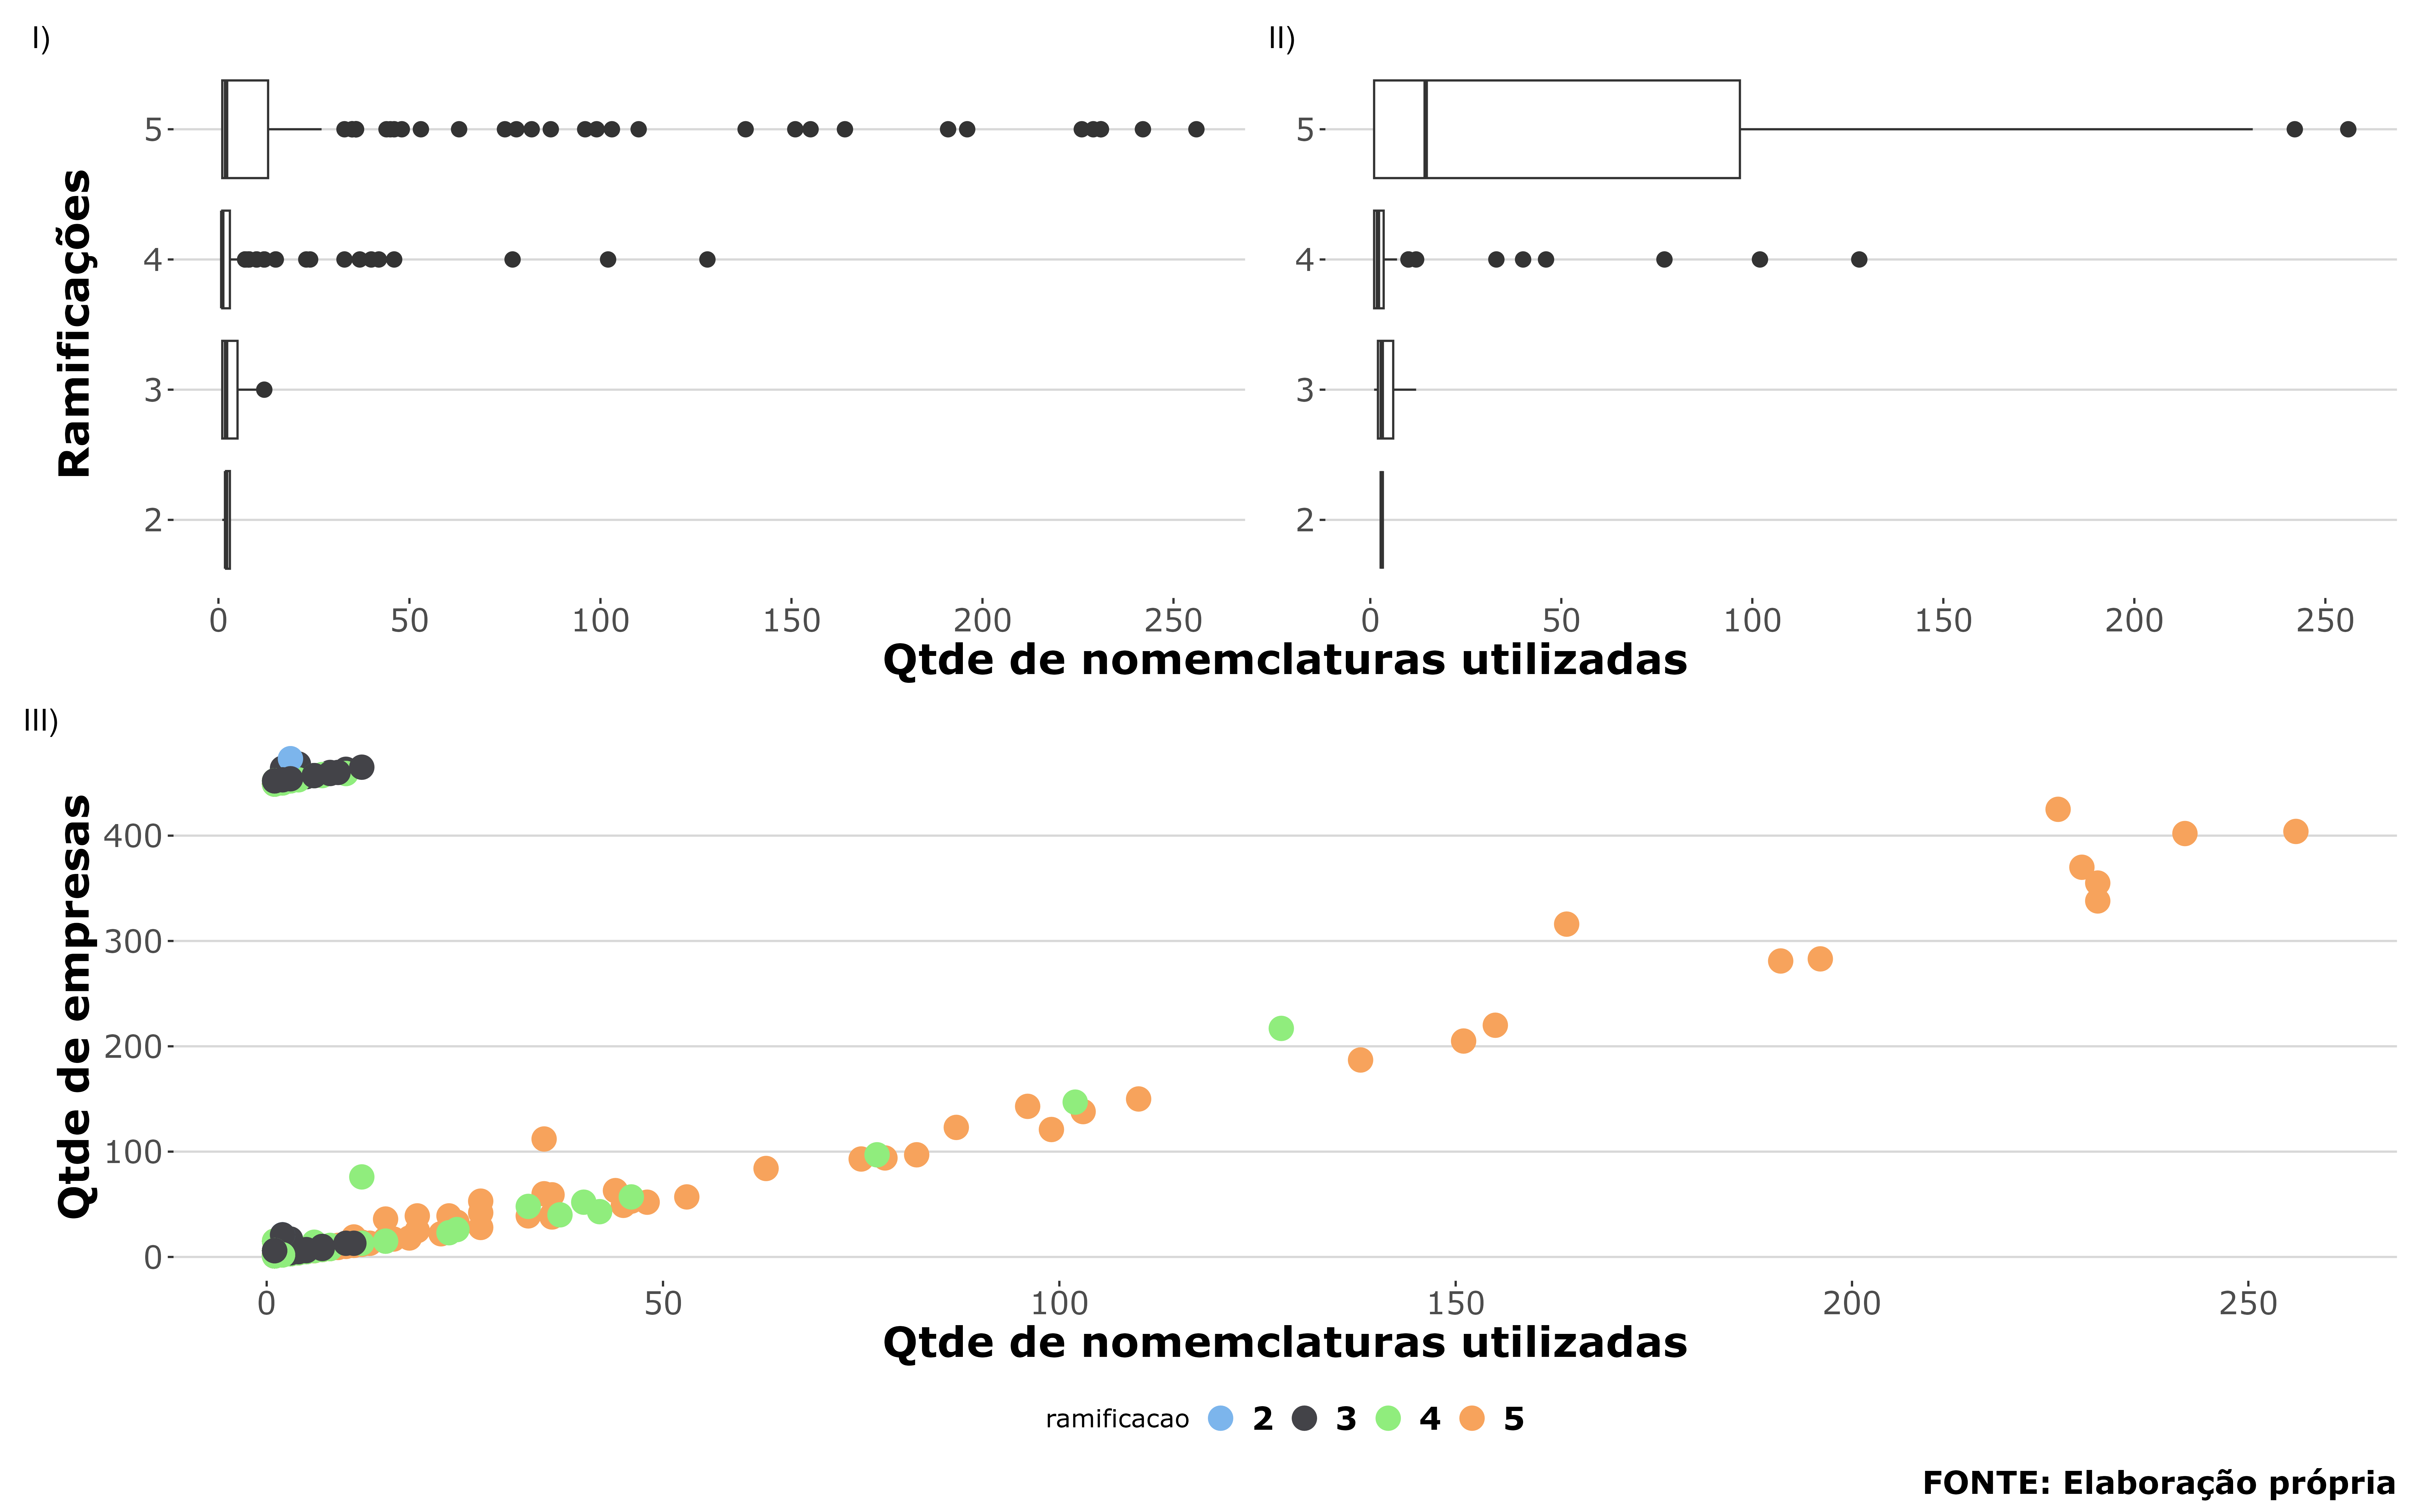 I)
II)
Ramificações
5
4
3
2
5
4
3
2
0 50 100 150 200 250
0 50 100 150 200 250
Qtde de nomemclaturas utilizadas
III)
Qtde de empresas
400
300
200
100
0
0 50 100 150 200 250
Qtde de nomemclaturas utilizadas
ramificacao 2 3 4 5
FONTE: Elaboração própria